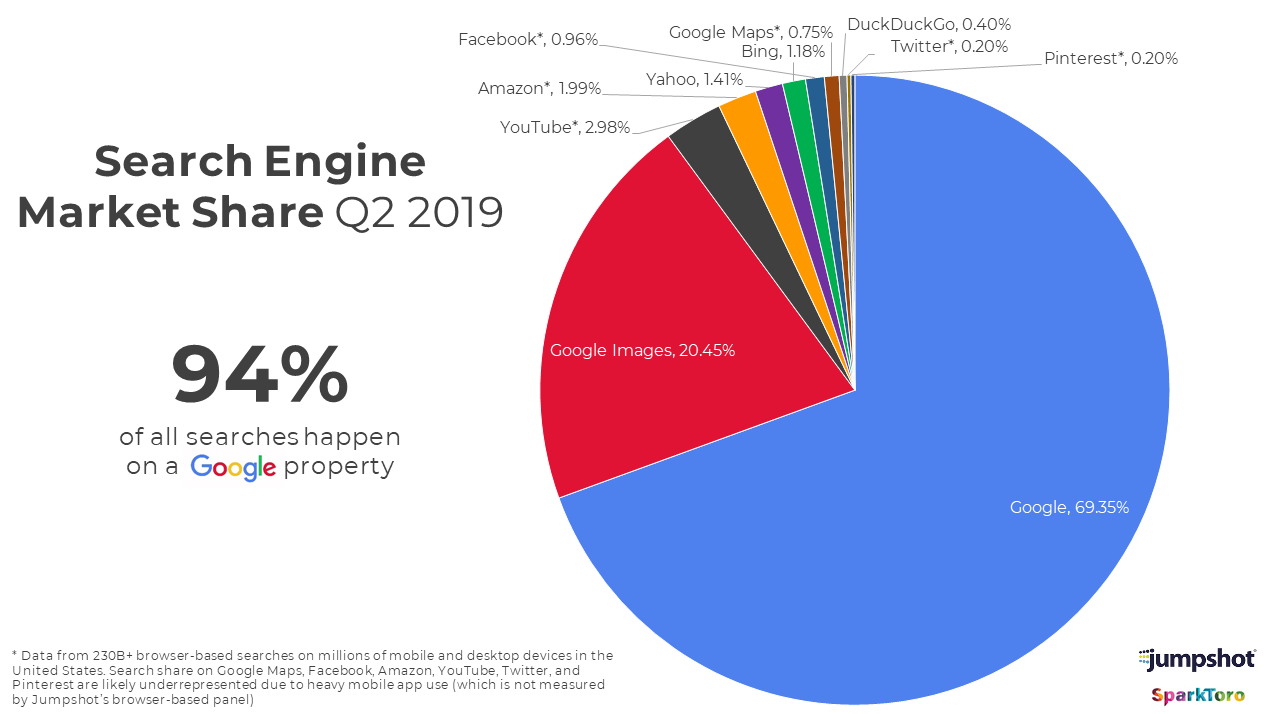 Search Engine
Market Share Q2 2019
94%
of all searches happen
on a Google property
Facebook*, 0.96%
Google Maps*, 0.75%
DuckDuckGo, 0.40%
Bing, 1.18%
Twitter*, 0.20%
Pinterest*, 0.20%
Amazon*, 1.99%
Yahoo, 1.41%
YouTube*, 2.98%
Google Images, 20.45%
Google, 69.35%
* Data from 230B+ browser-based searches on millions of mobile and desktop devices in the
United States. Search share on Google Maps, Facebook, Amazon, YouTube, Twitter, and
Pinterest are likely underrepresented due to heavy mobile app use (which is not measured
by Jumpshot's browser-based panel)
jumpshot
SparkToro